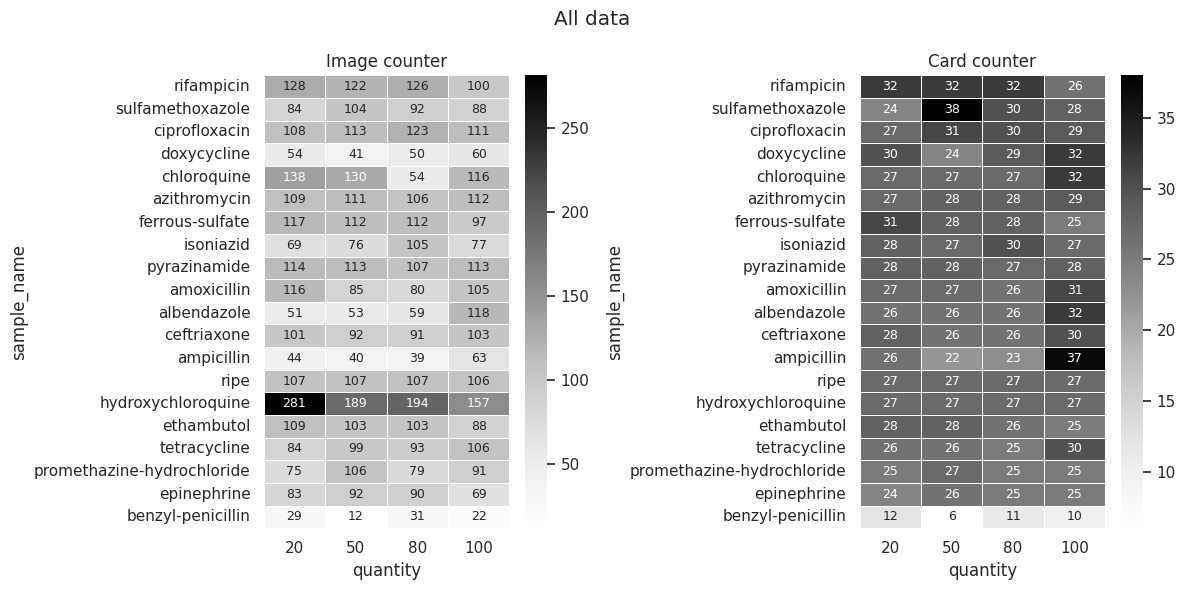 All data
Image counter
Card counter
rifampicin 128 122 126 100
sulfamethoxazole 84 104 92 88
ciprofloxacin 108 113 123 111
doxycycline 54 41 50 60
chloroquine 138 130 54 116
azithromycin 109 111 106 112
ferrous-sulfate 117 112 112 97
isoniazid 69 76 105 77
pyrazinamide 114 113 107 113
amoxicillin 116 85 80 105
albendazole 51 53 59 118
ceftriaxone 101 92 91 103
ampicillin 44 40 39 63
ripe 107 107 107 106
hydroxychloroquine 281 189 194 157
ethambutol 109 103 103 88
tetracycline 84 99 93 106
promethazine-hydrochloride 75 106 79 91
epinephrine 83 92 90 69
benzyl-penicillin 29 12 31 22
20 50 80 100
quantity
sample_name
250
200
150
100
50
rifampicin 32 32 32 26
sulfamethoxazole 24 38 30 28
ciprofloxacin 27 31 30 29
doxycycline 30 24 29 32
chloroquine 27 27 27 32
azithromycin 27 28 28 29
ferrous-sulfate 31 28 28 25
isoniazid 28 27 30 27
pyrazinamide 28 28 27 28
amoxicillin 27 27 26 31
albendazole 26 26 26 32
ceftriaxone 28 26 26 30
ampicillin 26 22 23 37
ripe 27 27 27 27
hydroxychloroquine 27 27 27 27
ethambutol 28 28 26 25
tetracycline 26 26 25 30
promethazine-hydrochloride 25 27 25 25
epinephrine 24 26 25 25
benzyl-penicillin 12 6 11 10
20 50 80 100
quantity
sample_name
35
30
25
20
15
10